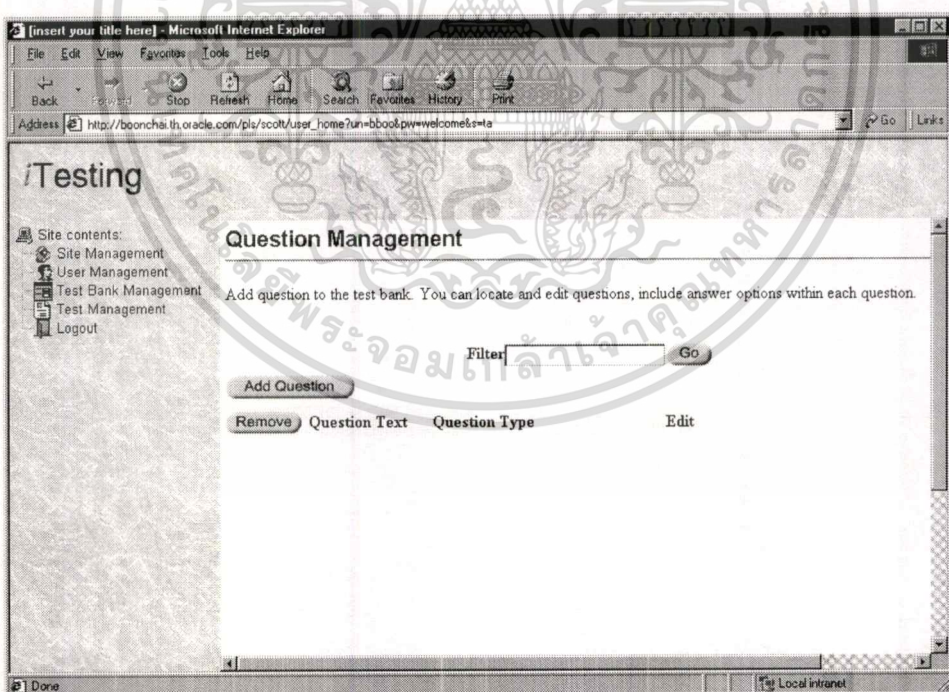 [insert your title here] - Microsoft Internet Explorer
File Edit View Favorites Tools Help
Back Forward Stop Refresh Home Search Favorites History Print
Address http://boonchai.th.oracle.com/pls/scott/user_home?un=bboo&pw=welcome&s=ta Go Links
iTesting
Site contents:
Site Management
User Management
Test Bank Management
Test Management
Logout
Question Management
Add question to the test bank. You can locate and edit questions, include answer options within each question.
Filter Go
Add Question
Remove Question Text Question Type Edit
Done Local intranet